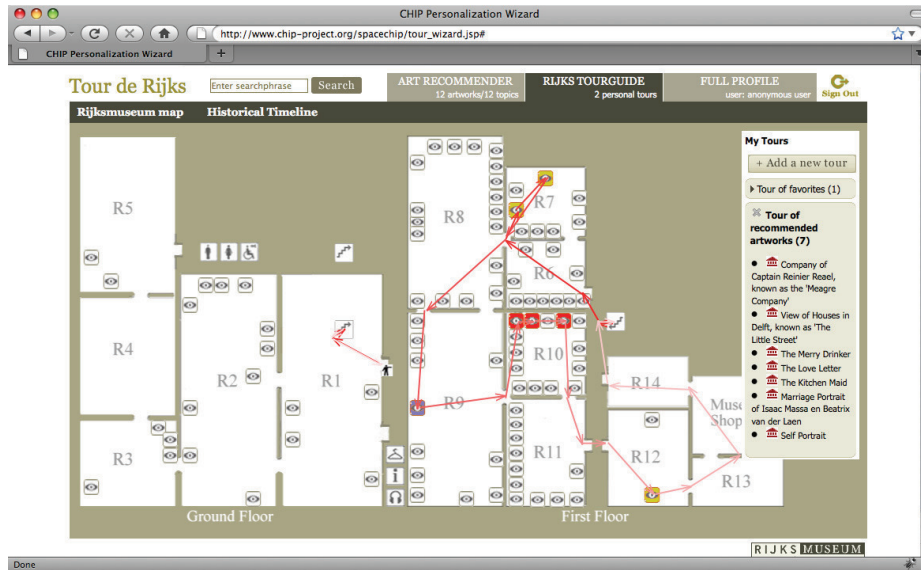 CHIP Personalization Wizard
http://www.chip-project.org/spacechip/tour_wizard.jsp#
CHIP Personalization Wizard
+
Tour de Rijks
Enter searchphrase
Search
ART RECOMMENDER
12 artworks/12 topics
RIJKS TOURGUIDE
2 personal tours
FULL PROFILE
user: anonymous user
Sign Out
Rijksmuseum map
Historical Timeline
R5
R4
R3
R2
R1
Ground Floor
R8
R7
R6
R9
R10
R11
R14
R12
R13
First Floor
My Tours
+ Add a new tour
Tour of favorites (1)
Tour of
recommended
artworks (7)
Company of
Captain Reinier Reael,
known as the 'Meagre
Company'
View of Houses in
Delft, known as 'The
Little Street'
The Merry Drinker
The Love Letter
The Kitchen Maid
Marriage Portrait
of Isaac Massa en Beatrix
van der Laen
Self Portrait
RIJKS MUSEUM
Done